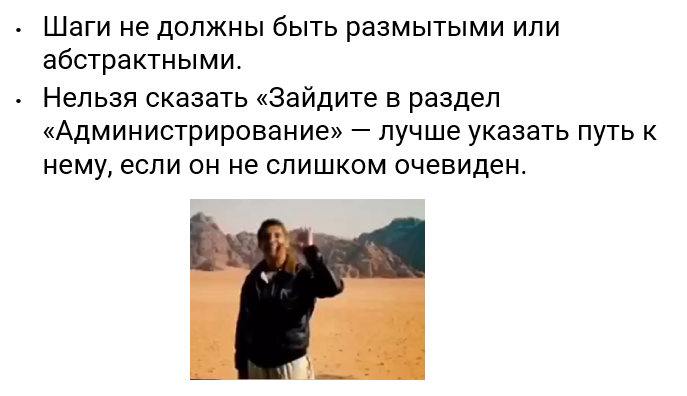 • Шаги не должны быть размытыми или
абстрактными.
• Нельзя сказать «Зайдите в раздел
«Администрирование» — лучше указать путь к
нему, если он не слишком очевиден.